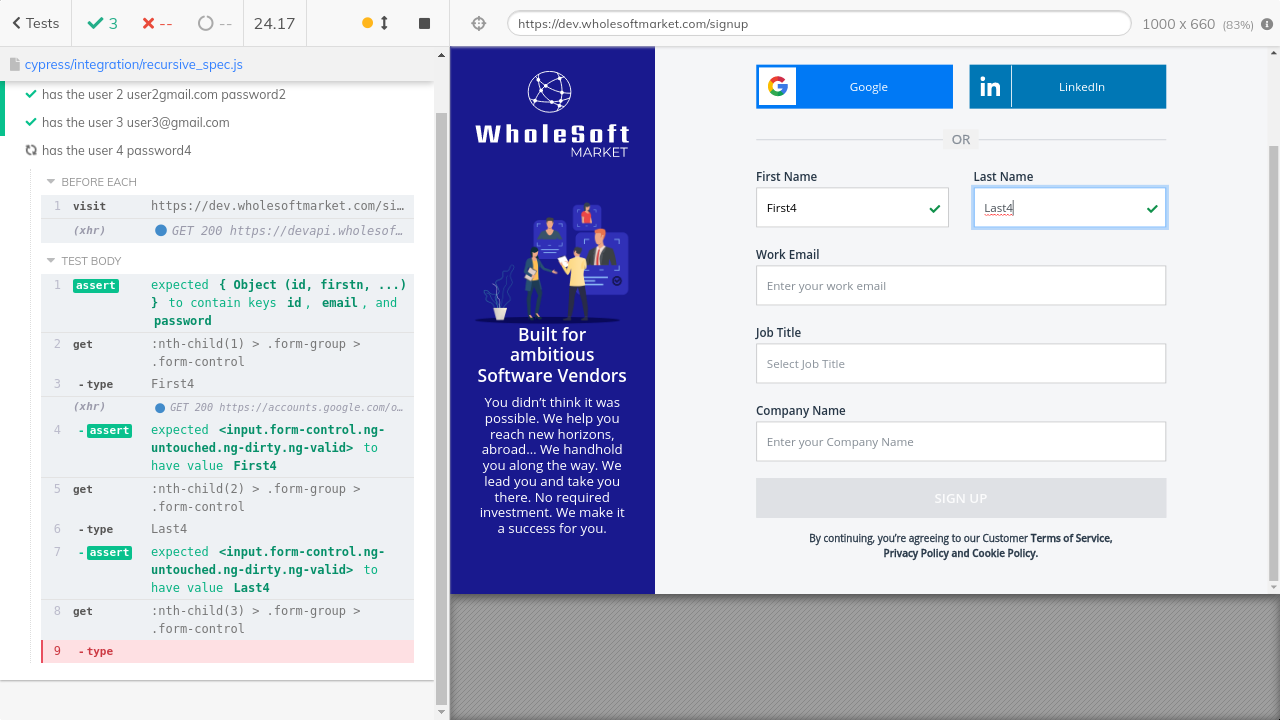 Tests
3
--
--
24.17
https://dev.wholesoftmarket.com/signup
1000 x 660 (83%)
cypress/integration/recursive_spec.js
has the user 2 user2gmail.com password2
has the user 3 user3@gmail.com
has the user 4 password4
BEFORE EACH
1 visit https://dev.wholesoftmarket.com/si…
(xhr) GET 200 https://devapi.wholesof…
TEST BODY
1 assert expected { Object (id, firstn, ...)
} to contain keys id, email, and
password
2 get :nth-child(1) > .form-group >
.form-control
3 -type First4
(xhr) GET 200 https://accounts.google.com/o…
4 -assert expected <input.form-control.ng-
untouched.ng-dirty.ng-valid> to
have value First4
5 get :nth-child(2) > .form-group >
.form-control
6 -type Last4
7 -assert expected <input.form-control.ng-
untouched.ng-dirty.ng-valid> to
have value Last4
8 get :nth-child(3) > .form-group >
.form-control
9 -type
WholeSoft
MARKET
Built for
ambitious
Software Vendors
You didn’t think it was
possible. We help you
reach new horizons,
abroad... We handhold
you along the way. We
lead you and take you
there. No required
investment. We make it
a success for you.
Google
in LinkedIn
OR
First Name Last Name
First4 Last4
Work Email
Enter your work email
Job Title
Select Job Title
Company Name
Enter your Company Name
SIGN UP
By continuing, you’re agreeing to our Customer Terms of Service,
Privacy Policy and Cookie Policy.